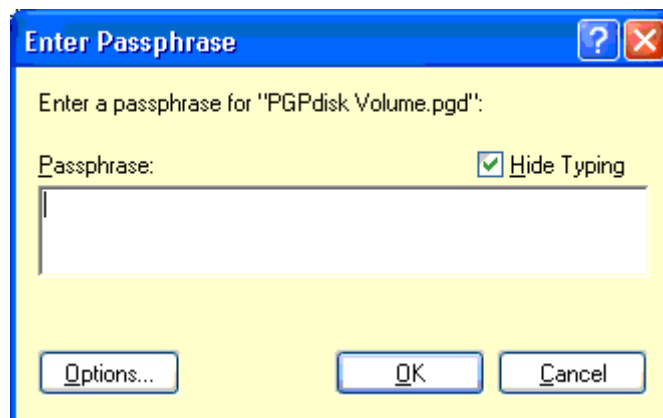 Enter Passphrase
Enter a passphrase for "PGPdisk Volume.pgd":
Passphrase: Hide Typing
Options... OK Cancel